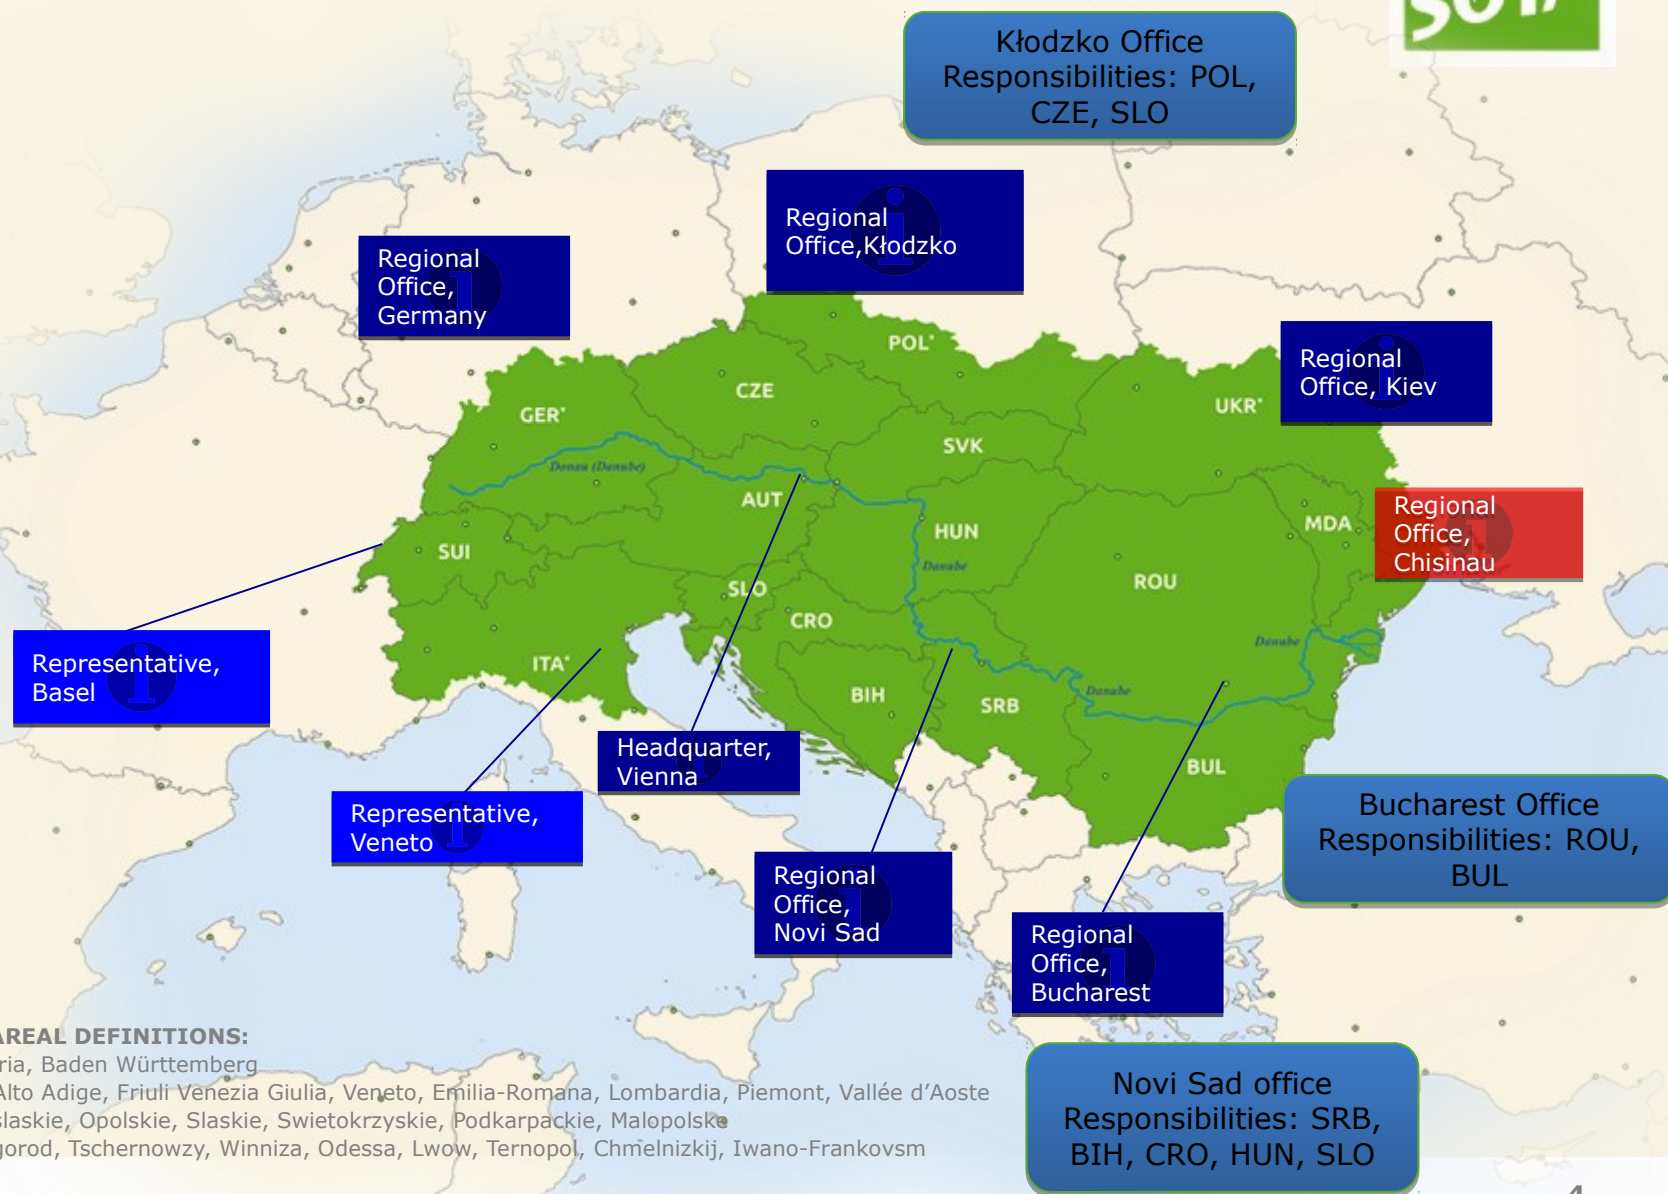 SOTA
Kłodzko Office
Responsibilities: POL,
CZE, SLO
Regional
Office,Kłodzko
Regional
Office,
Germany
Regional
Office, Kiev
POL*
CZE
GER*
UKR*
SVK
Donau (Danube)
AUT
HUN
MDA
Regional
Office,
Chisinau
SUI
Danube
ROU
SLO
CRO
Representative,
Basel
ITA*
Danube
BIH
SRB
Danube
Headquarter,
Vienna
BUL
Representative,
Veneto
Bucharest Office
Responsibilities: ROU,
BUL
Regional
Office,
Novi Sad
Regional
Office,
Bucharest
AREAL DEFINITIONS:
ria, Baden Württemberg
Alto Adige, Friuli Venezia Giulia, Veneto, Emilia-Romana, Lombardia, Piemont, Vallée d'Aoste
slaskie, Opolskie, Slaskie, Swietokrzyskie, Podkarpackie, Malopolske
gorod, Tschernowzy, Winniza, Odessa, Lwow, Ternopol, Chmelnizkij, Iwano-Frankovsm
Novi Sad office
Responsibilities: SRB,
BIH, CRO, HUN, SLO